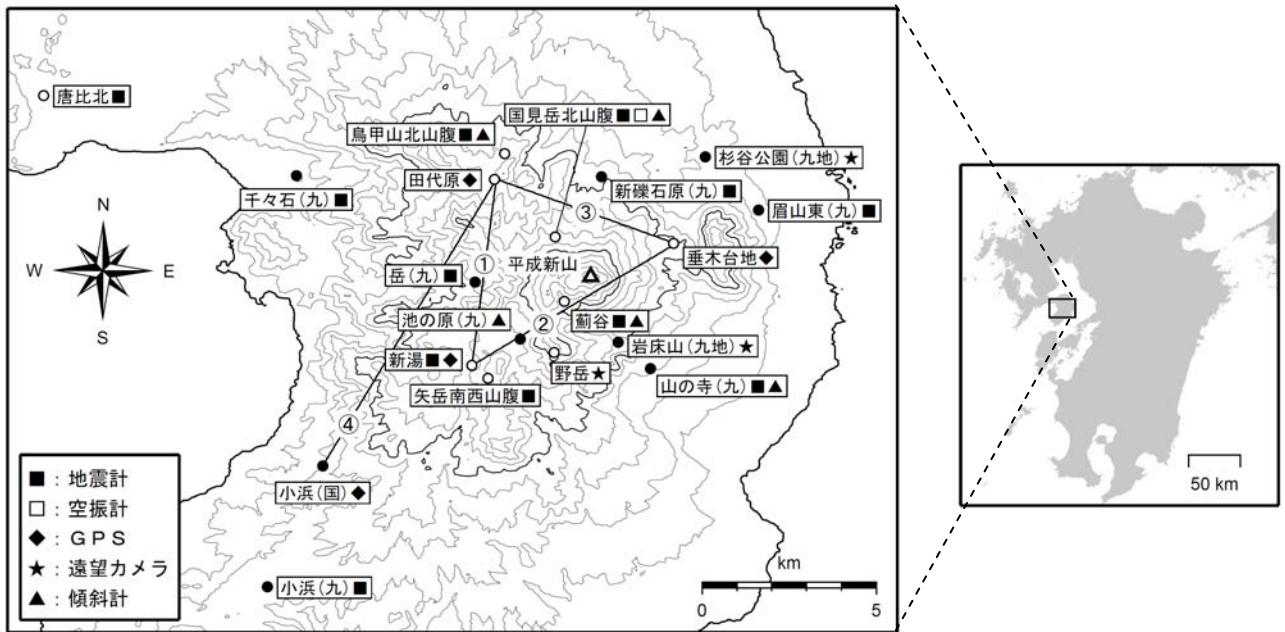 唐比北■
国見岳北山腹■□▲
鳥甲山北山腹■▲
杉谷公園(九地)★
田代原◆
新礫石原(九)■
千々石(九)■
眉山東(九)■
N
W
E
S
③
垂木台地◆
平成新山
①
岳(九)■
池の原(九)▲
②
薊谷■▲
新湯■◆
岩床山(九地)★
野岳★
山の寺(九)■▲
矢岳南西山腹■
④
小浜(国)◆
小浜(九)■
■：地震計
□：空振計
◆：GPS
★：遠望カメラ
▲：傾斜計
km
0 5
50 km